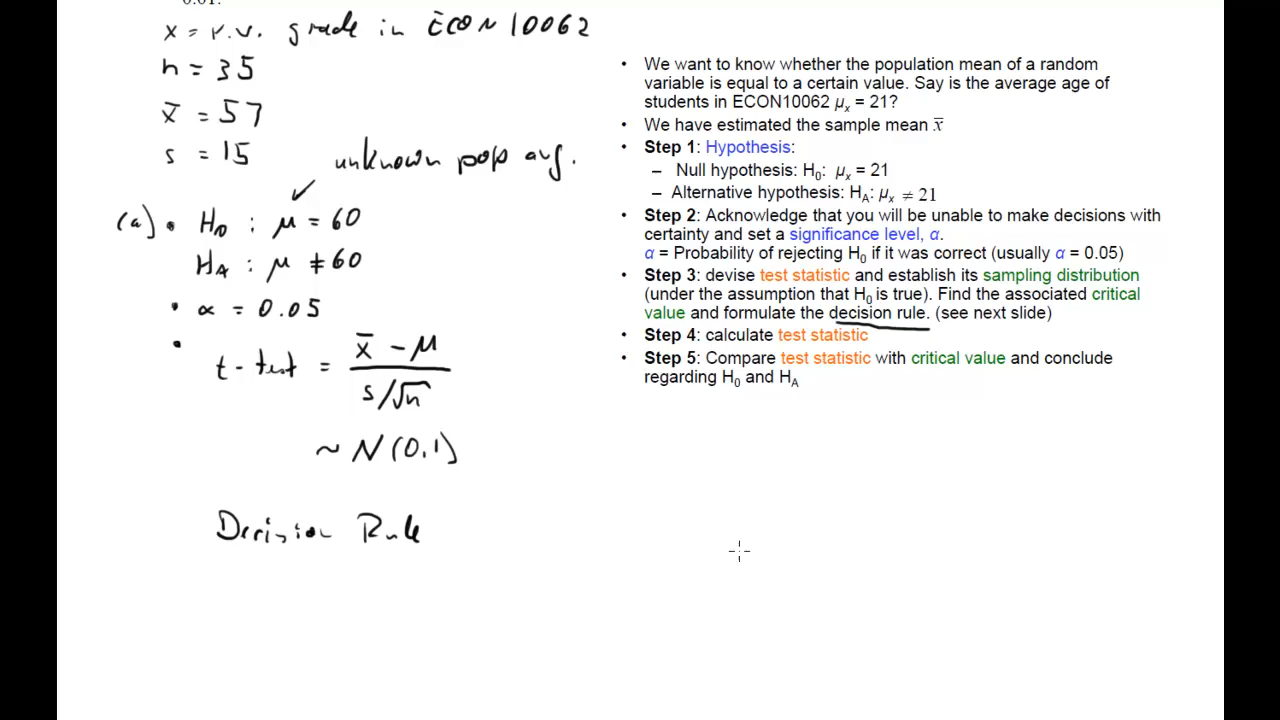 0.01.
x = r.v. grade in ECON 10062
n = 35
x̄ = 57
s = 15
unknown pop avg.
(a) • H₀ : μ = 60
H_A : μ ≠ 60
• α = 0.05
• t-test = (x̄ − μ) / (s/√n)
~ N(0,1)
Decision Rule
• We want to know whether the population mean of a random
variable is equal to a certain value. Say is the average age of
students in ECON10062 μₓ = 21?
• We have estimated the sample mean x̄
• Step 1: Hypothesis:
– Null hypothesis: H₀: μₓ = 21
– Alternative hypothesis: H_A: μₓ ≠ 21
• Step 2: Acknowledge that you will be unable to make decisions with
certainty and set a significance level, α.
α = Probability of rejecting H₀ if it was correct (usually α = 0.05)
• Step 3: devise test statistic and establish its sampling distribution
(under the assumption that H₀ is true). Find the associated critical
value and formulate the decision rule. (see next slide)
• Step 4: calculate test statistic
• Step 5: Compare test statistic with critical value and conclude
regarding H₀ and H_A